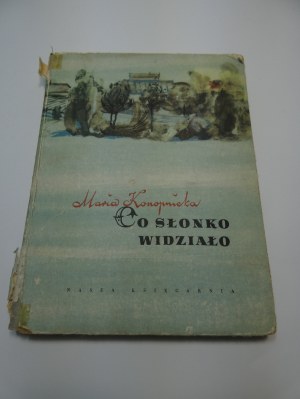 Maria Konopnicka
CO SŁONKO
WIDZIAŁO
NASZA KSIĘGARNIA